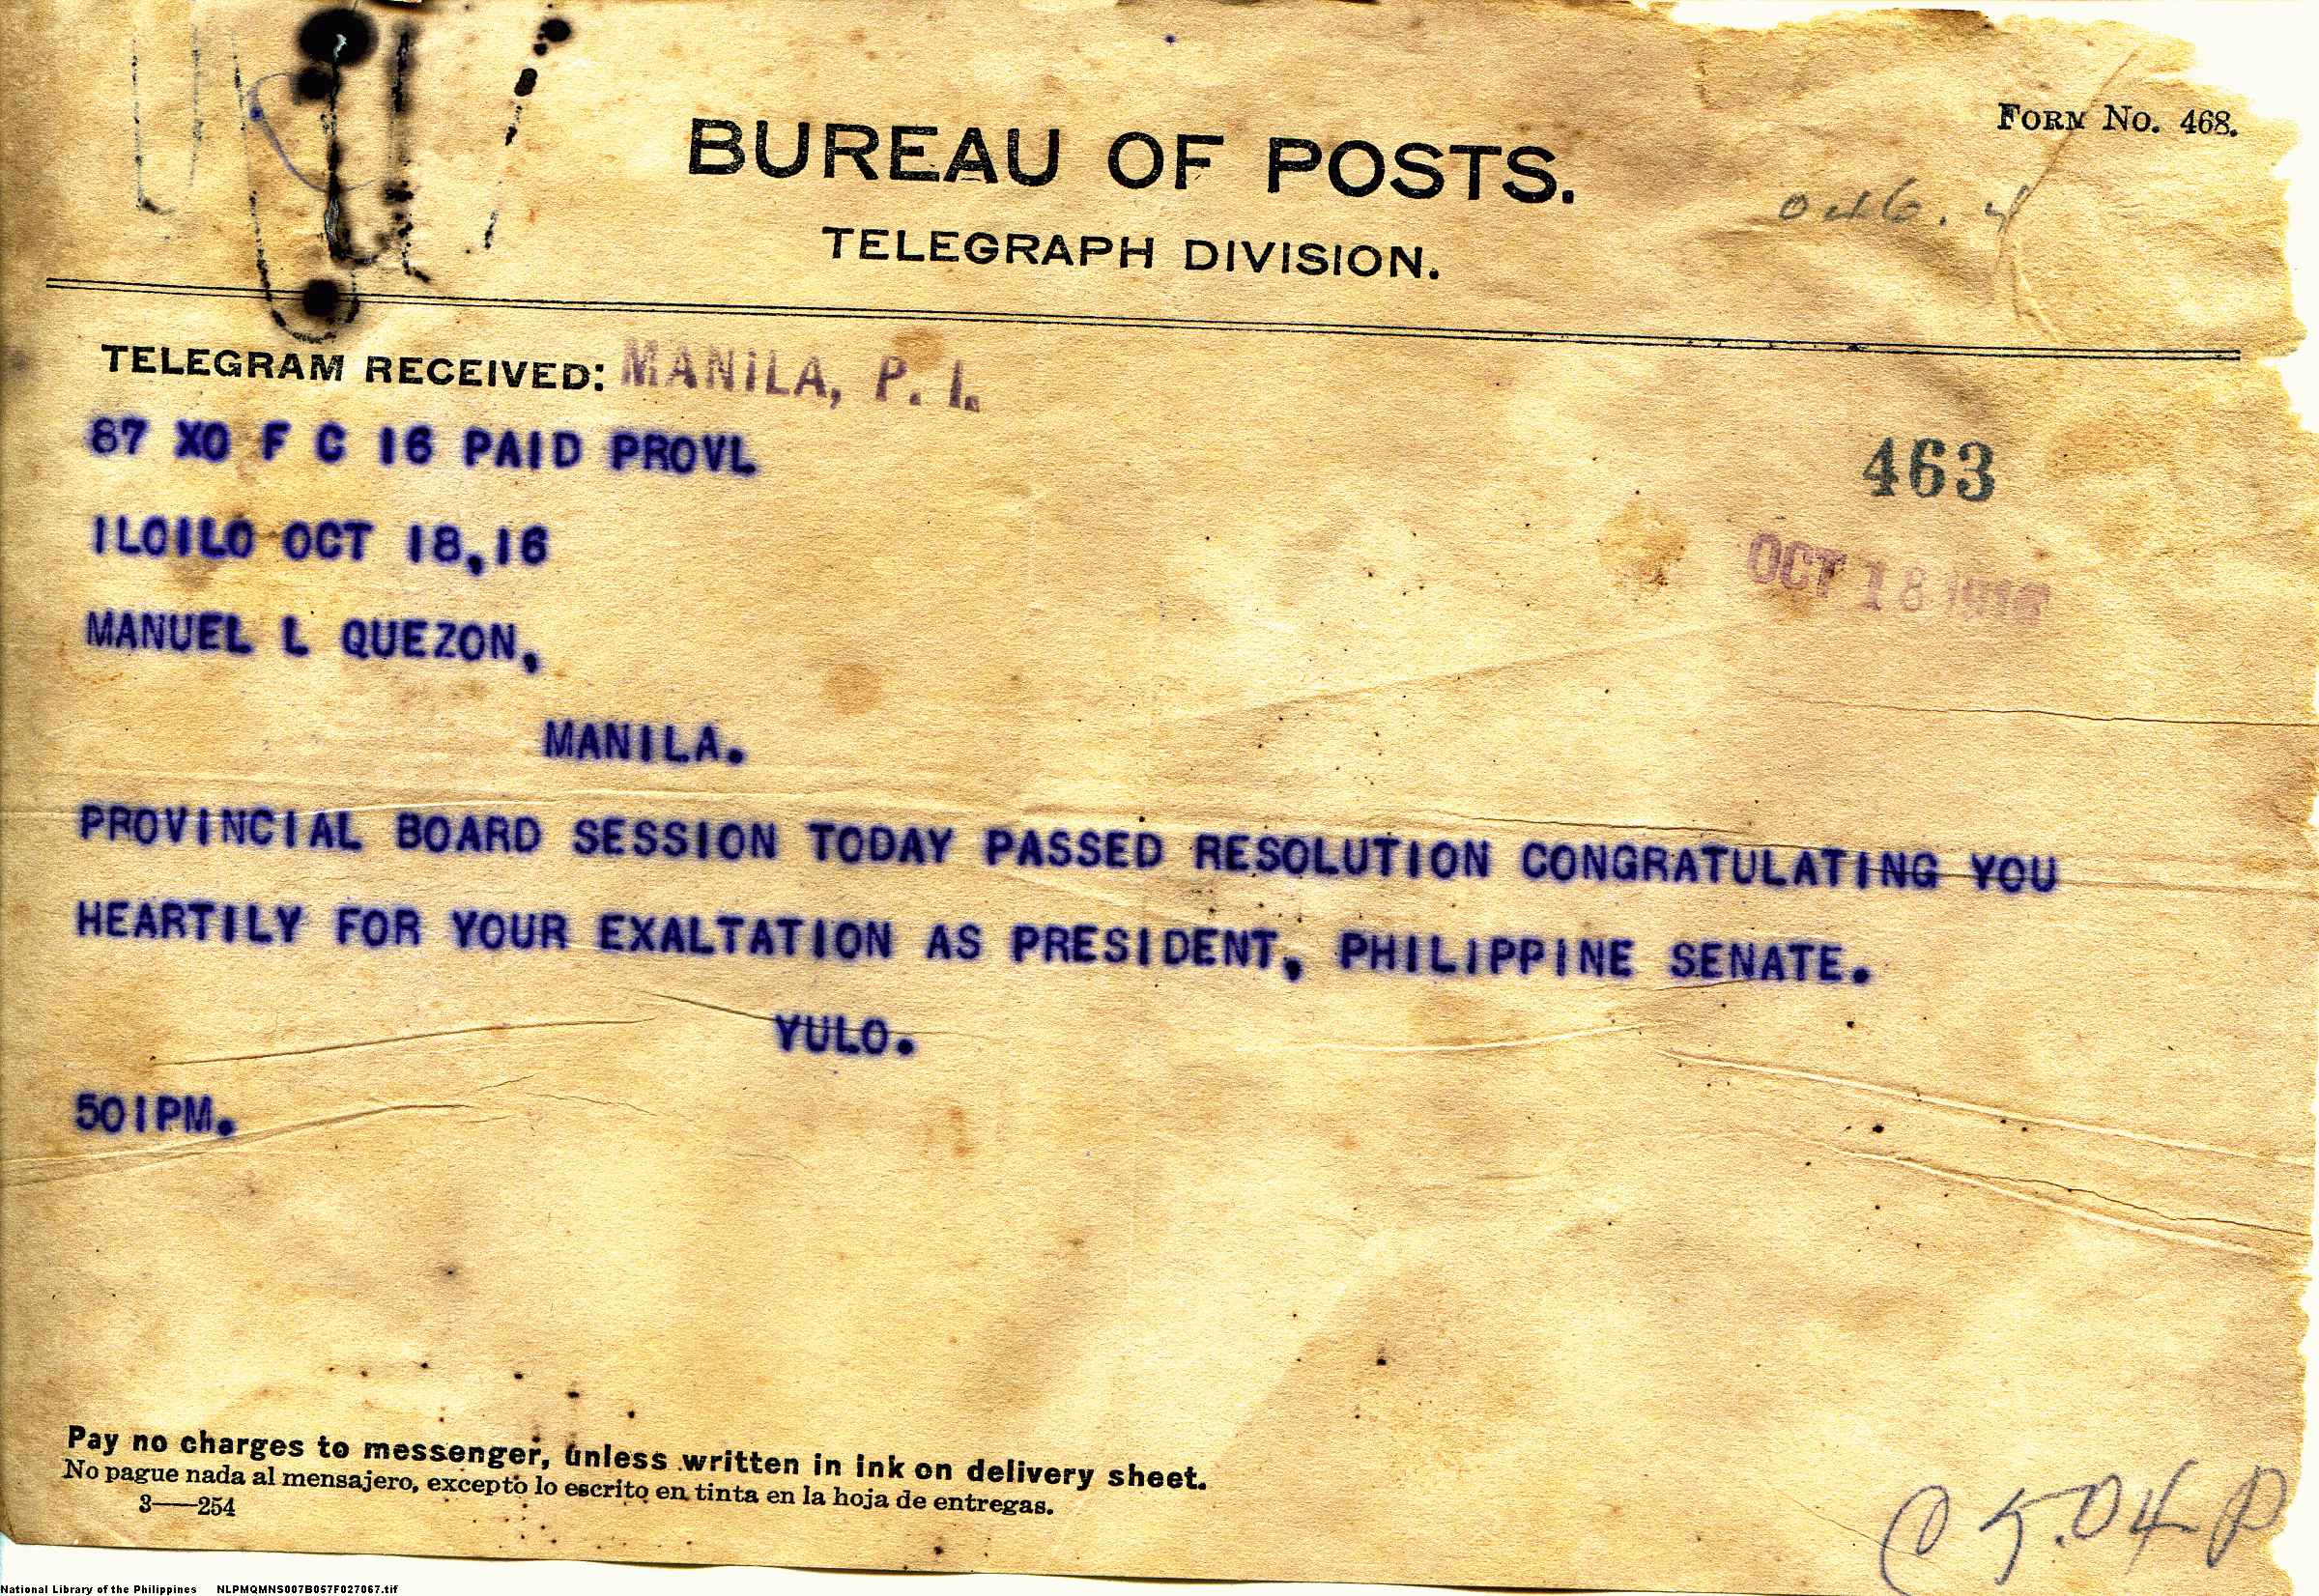 FORM No. 468.
BUREAU OF POSTS.
TELEGRAPH DIVISION.
TELEGRAM RECEIVED: MANILA, P. I.
87 XO F C 16 PAID PROVL
463
ILOILO OCT 18,16
OCT 18 1916
MANUEL L QUEZON,
MANILA.
PROVINCIAL BOARD SESSION TODAY PASSED RESOLUTION CONGRATULATING YOU
HEARTILY FOR YOUR EXALTATION AS PRESIDENT, PHILIPPINE SENATE.
YULO.
501PM.
Pay no charges to messenger, unless written in ink on delivery sheet.
No pague nada al mensajero, excepto lo escrito en tinta en la hoja de entregas.
3—254
5.04 P
National Library of the Philippines NLPMQMNS007B057F027067.tif